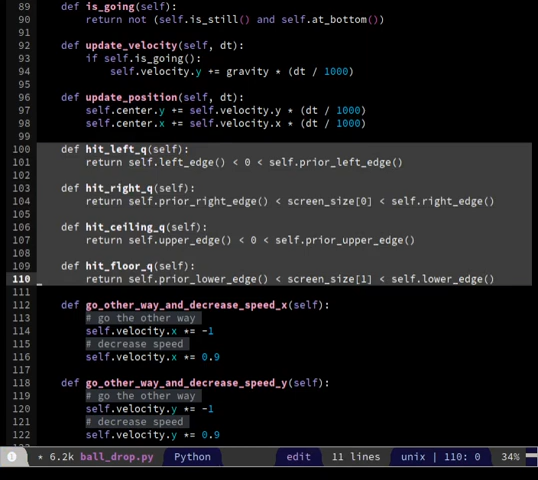 89 def is_going(self):
90 return not (self.is_still() and self.at_bottom())
91
92 def update_velocity(self, dt):
93 if self.is_going():
94 self.velocity.y += gravity * (dt / 1000)
95
96 def update_position(self, dt):
97 self.center.y += self.velocity.y * (dt / 1000)
98 self.center.x += self.velocity.x * (dt / 1000)
99
100 def hit_left_q(self):
101 return self.left_edge() < 0 < self.prior_left_edge()
102
103 def hit_right_q(self):
104 return self.prior_right_edge() < screen_size[0] < self.right_edge()
105
106 def hit_ceiling_q(self):
107 return self.upper_edge() < 0 < self.prior_upper_edge()
108
109 def hit_floor_q(self):
110 return self.prior_lower_edge() < screen_size[1] < self.lower_edge()
111
112 def go_other_way_and_decrease_speed_x(self):
113 # go the other way
114 self.velocity.x *= -1
115 # decrease speed
116 self.velocity.x *= 0.9
117
118 def go_other_way_and_decrease_speed_y(self):
119 # go the other way
120 self.velocity.y *= -1
121 # decrease speed
122 self.velocity.y *= 0.9
* 6.2k ball_drop.py Python edit 11 lines unix | 110: 0 34%